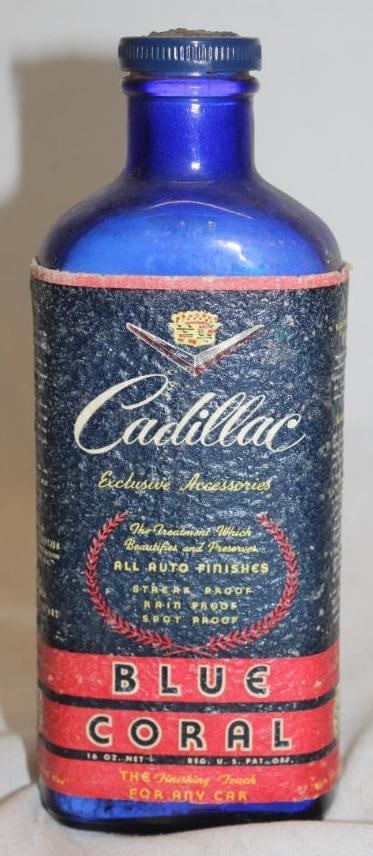 Cadillac
Exclusive Accessories
The Treatment Which
Beautifies and Preserves
ALL AUTO FINISHES
STREAK PROOF
RAIN PROOF
SPOT PROOF
BLUE
CORAL
16 OZ. NET REG. U.S. PAT. OFF.
THE Finishing Touch
FOR ANY CAR